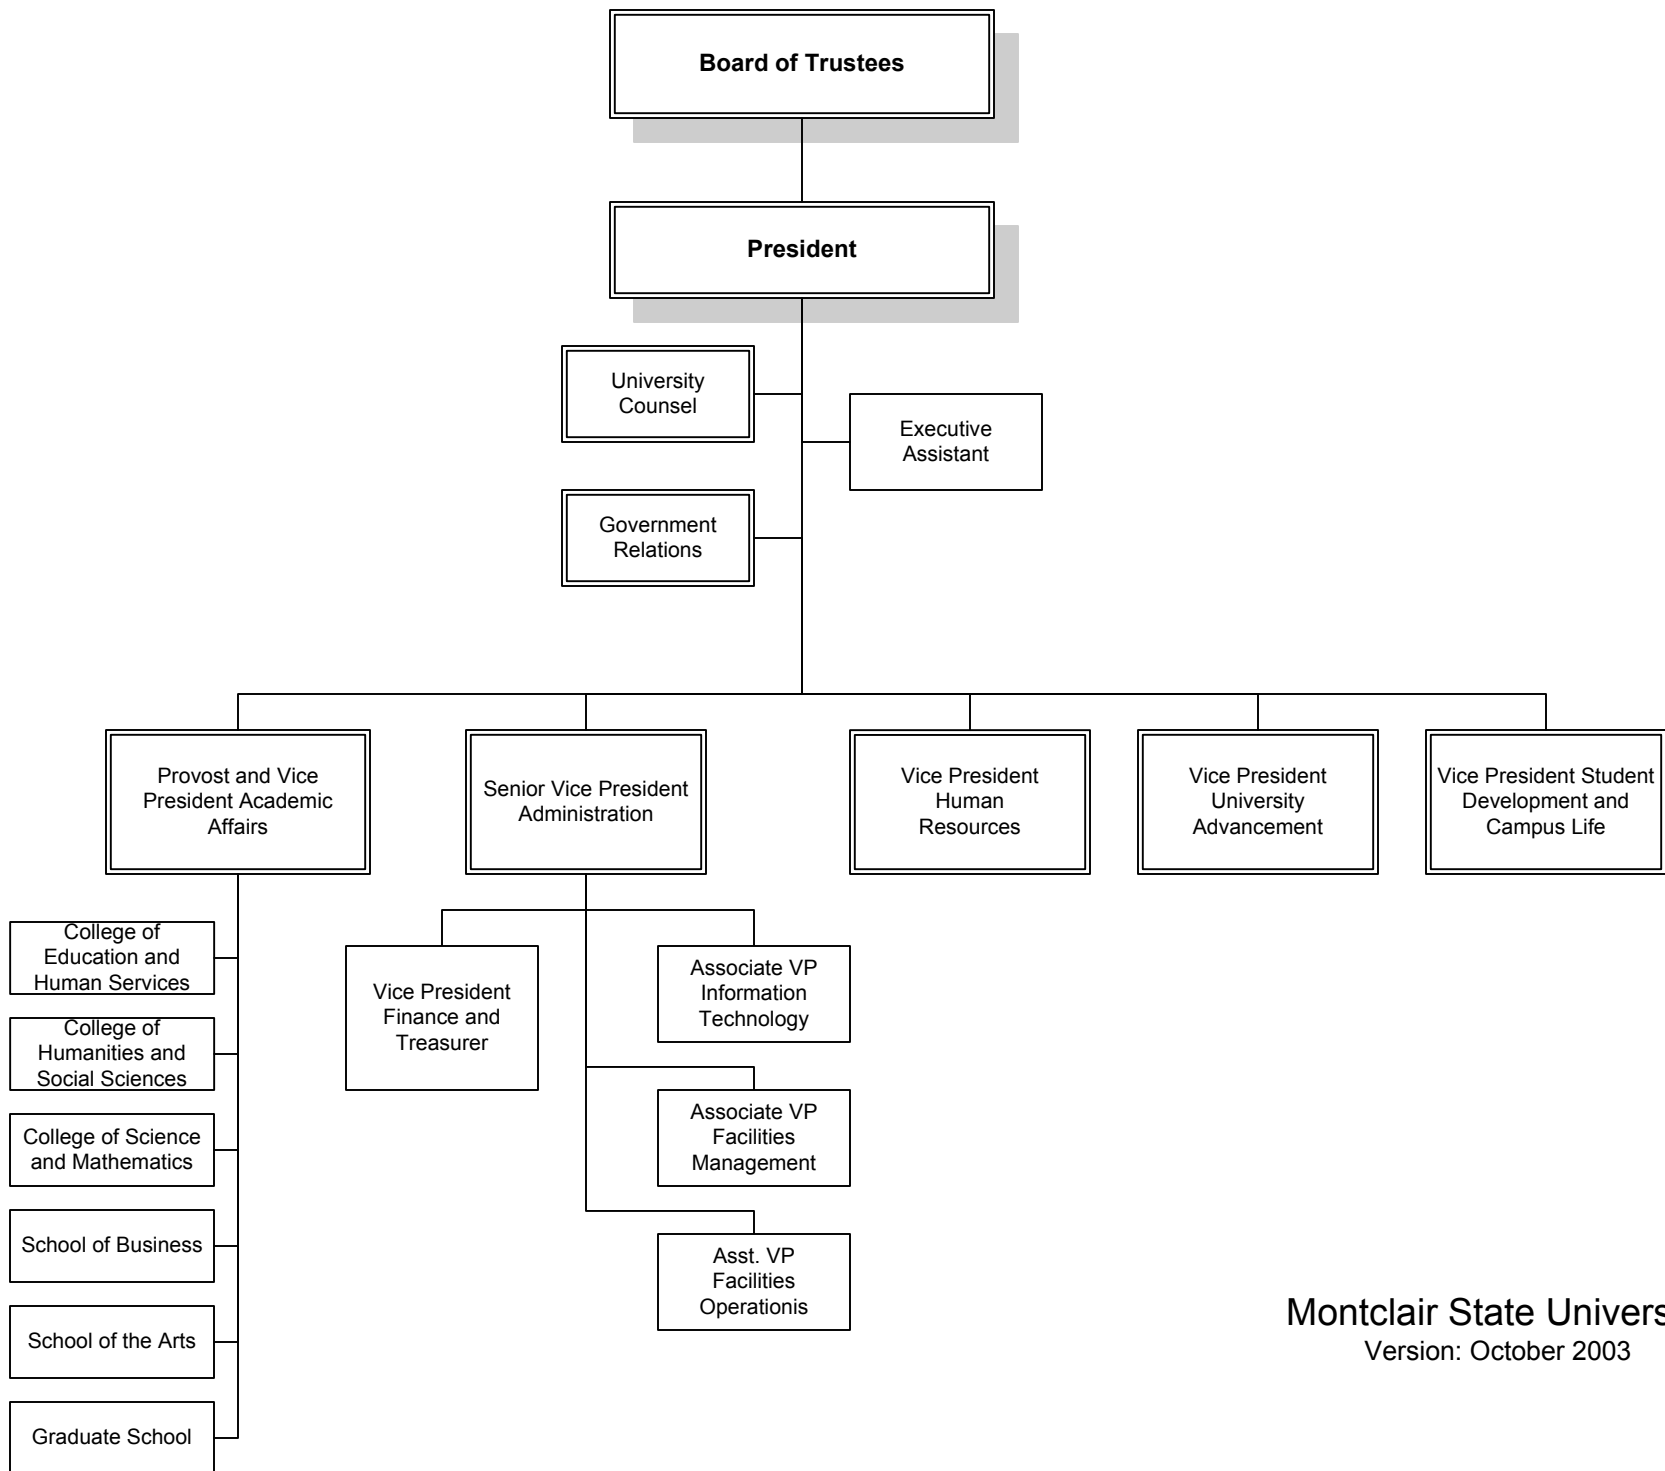 Board of Trustees
President
University
Counsel
Executive
Assistant
Government
Relations
Provost and Vice
President Academic
Affairs
Senior Vice President
Administration
Vice President
Human
Resources
Vice President
University
Advancement
Vice President Student
Development and
Campus Life
College of
Education and
Human Services
College of
Humanities and
Social Sciences
College of Science
and Mathematics
School of Business
School of the Arts
Graduate School
Vice President
Finance and
Treasurer
Associate VP
Information
Technology
Associate VP
Facilities
Management
Asst. VP
Facilities
Operationis
Montclair State Univers
Version: October 2003